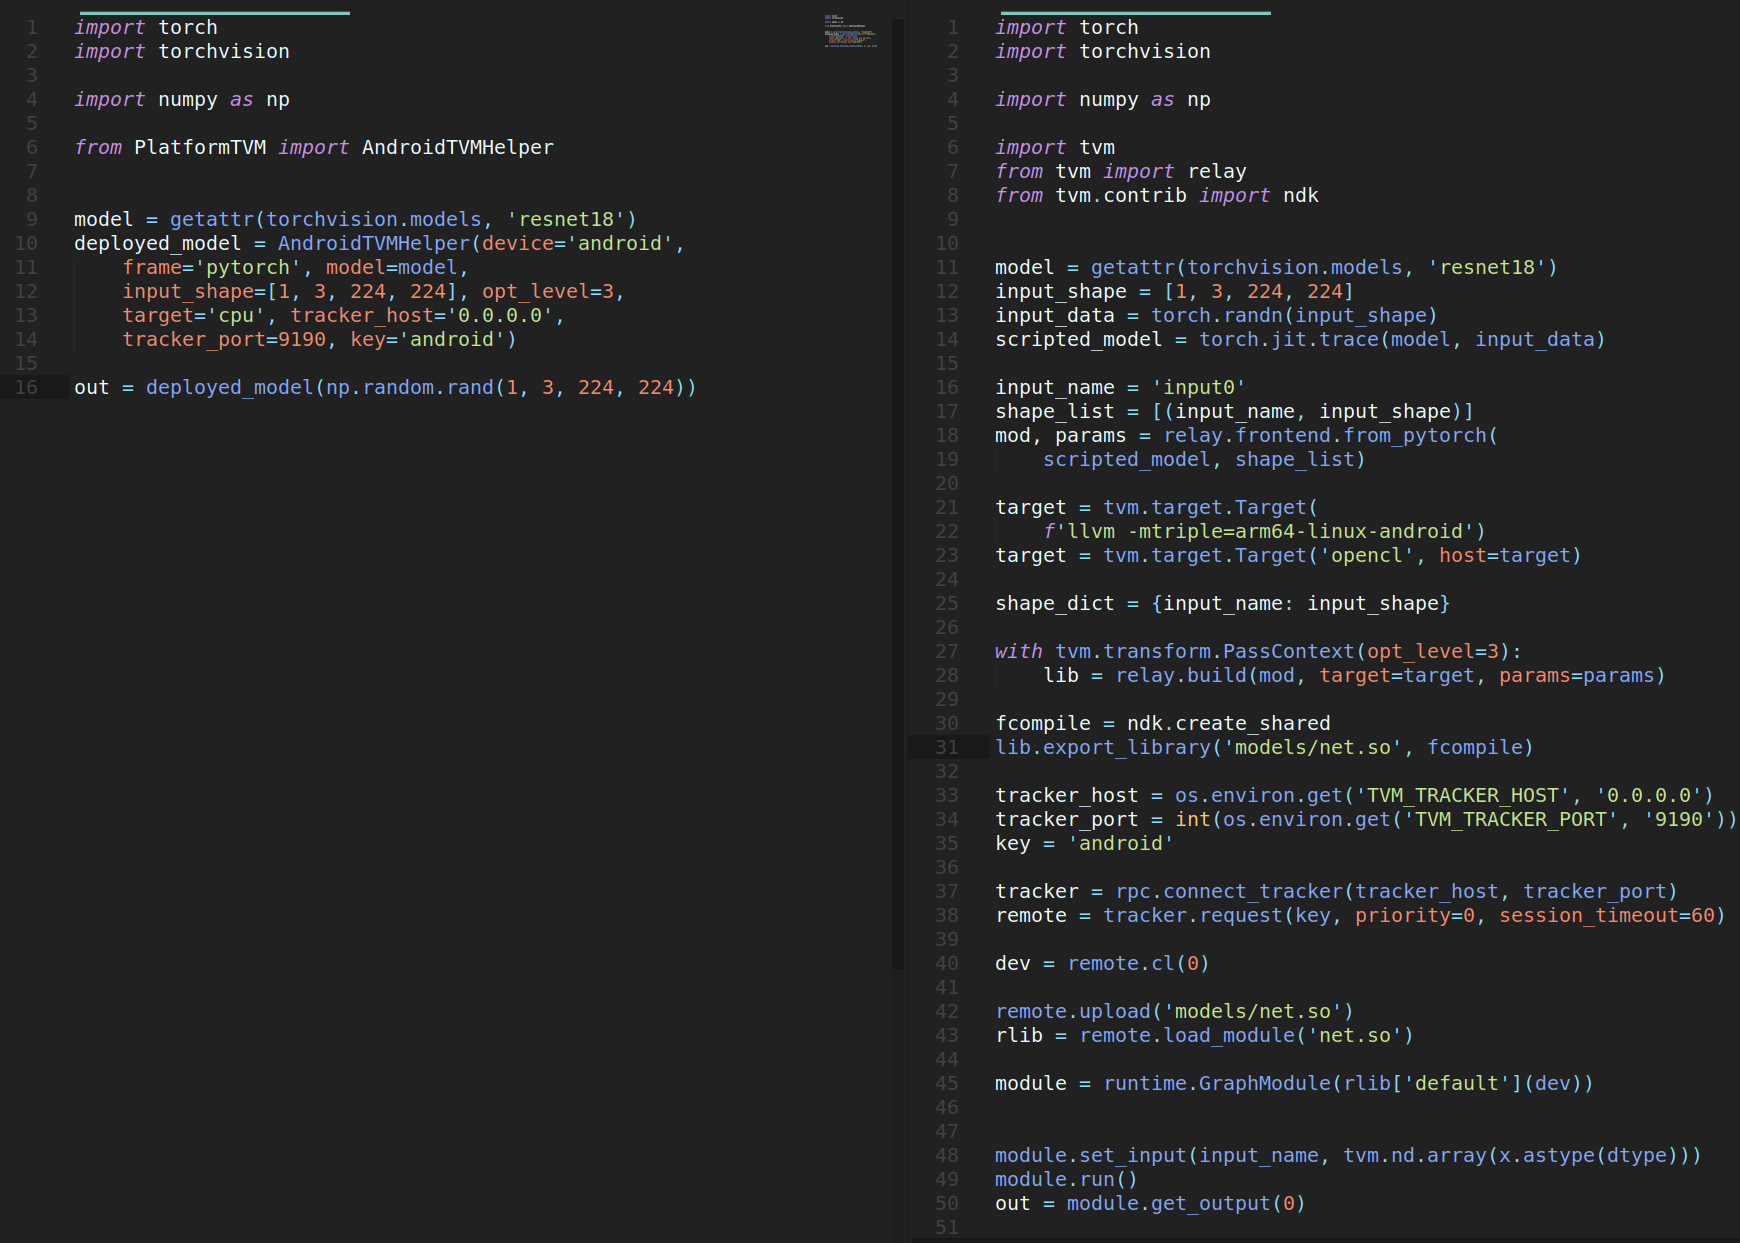 1 import torch
2 import torchvision
3
4 import numpy as np
5
6 from PlatformTVM import AndroidTVMHelper
7
8
9 model = getattr(torchvision.models, 'resnet18')
10 deployed_model = AndroidTVMHelper(device='android',
11 frame='pytorch', model=model,
12 input_shape=[1, 3, 224, 224], opt_level=3,
13 target='cpu', tracker_host='0.0.0.0',
14 tracker_port=9190, key='android')
15
16 out = deployed_model(np.random.rand(1, 3, 224, 224))
1 import torch
2 import torchvision
3
4 import numpy as np
5
6 import tvm
7 from tvm import relay
8 from tvm.contrib import ndk
9
10
11 model = getattr(torchvision.models, 'resnet18')
12 input_shape = [1, 3, 224, 224]
13 input_data = torch.randn(input_shape)
14 scripted_model = torch.jit.trace(model, input_data)
15
16 input_name = 'input0'
17 shape_list = [(input_name, input_shape)]
18 mod, params = relay.frontend.from_pytorch(
19 scripted_model, shape_list)
20
21 target = tvm.target.Target(
22 f'llvm -mtriple=arm64-linux-android')
23 target = tvm.target.Target('opencl', host=target)
24
25 shape_dict = {input_name: input_shape}
26
27 with tvm.transform.PassContext(opt_level=3):
28 lib = relay.build(mod, target=target, params=params)
29
30 fcompile = ndk.create_shared
31 lib.export_library('models/net.so', fcompile)
32
33 tracker_host = os.environ.get('TVM_TRACKER_HOST', '0.0.0.0')
34 tracker_port = int(os.environ.get('TVM_TRACKER_PORT', '9190'))
35 key = 'android'
36
37 tracker = rpc.connect_tracker(tracker_host, tracker_port)
38 remote = tracker.request(key, priority=0, session_timeout=60)
39
40 dev = remote.cl(0)
41
42 remote.upload('models/net.so')
43 rlib = remote.load_module('net.so')
44
45 module = runtime.GraphModule(rlib['default'](dev))
46
47
48 module.set_input(input_name, tvm.nd.array(x.astype(dtype)))
49 module.run()
50 out = module.get_output(0)
51